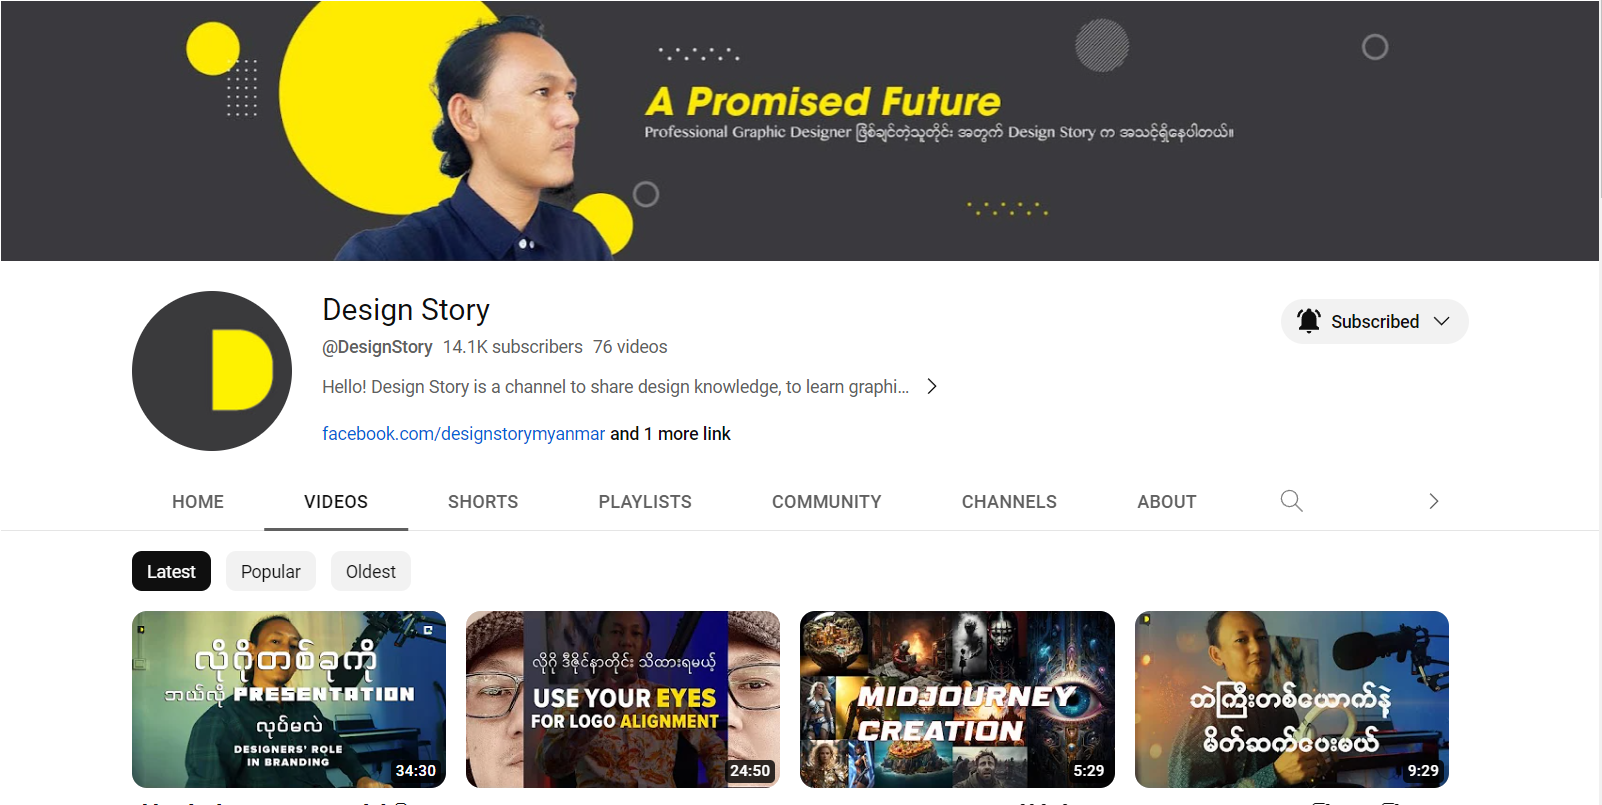 A Promised Future
Professional Graphic Designer ဖြစ်ချင်တဲ့သူတိုင်း အတွက် Design Story က အသင့်ရှိနေပါတယ်။
Design Story
@DesignStory 14.1K subscribers 76 videos
Subscribed
Hello! Design Story is a channel to share design knowledge, to learn graphi...
facebook.com/designstorymyanmar and 1 more link
HOME VIDEOS SHORTS PLAYLISTS COMMUNITY CHANNELS ABOUT
Latest Popular Oldest
လိုဂိုတစ်ခုကို
ဘယ်လို PRESENTATION
လုပ်မလဲ
DESIGNERS' ROLE
IN BRANDING
34:30
လိုဂို ဒီဇိုင်နာတိုင်း သိထားရမယ့်
USE YOUR EYES
FOR LOGO ALIGNMENT
24:50
MIDJOURNEY
CREATION
5:29
ဘဲကြီးတစ်ယောက်နဲ့
မိတ်ဆက်ပေးမယ်
9:29